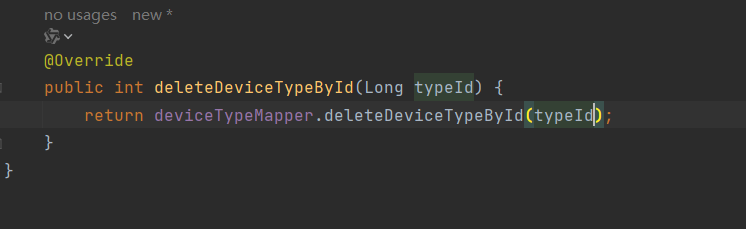 no usages new *
@Override
public int deleteDeviceTypeById(Long typeId) {
return deviceTypeMapper.deleteDeviceTypeById(typeId);
}
}